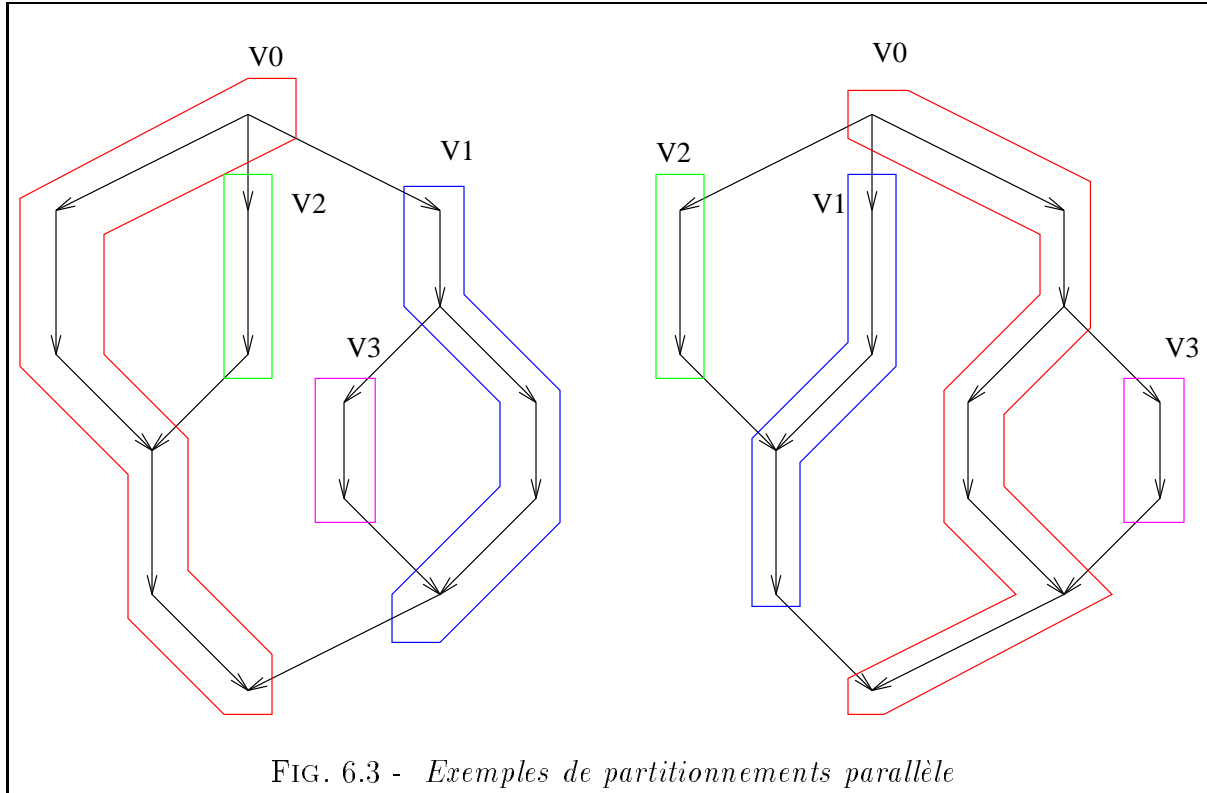 V0
V1
V2
V3
V0
V2
V1
V3
FIG. 6.3 - Exemples de partitionnements parallèle